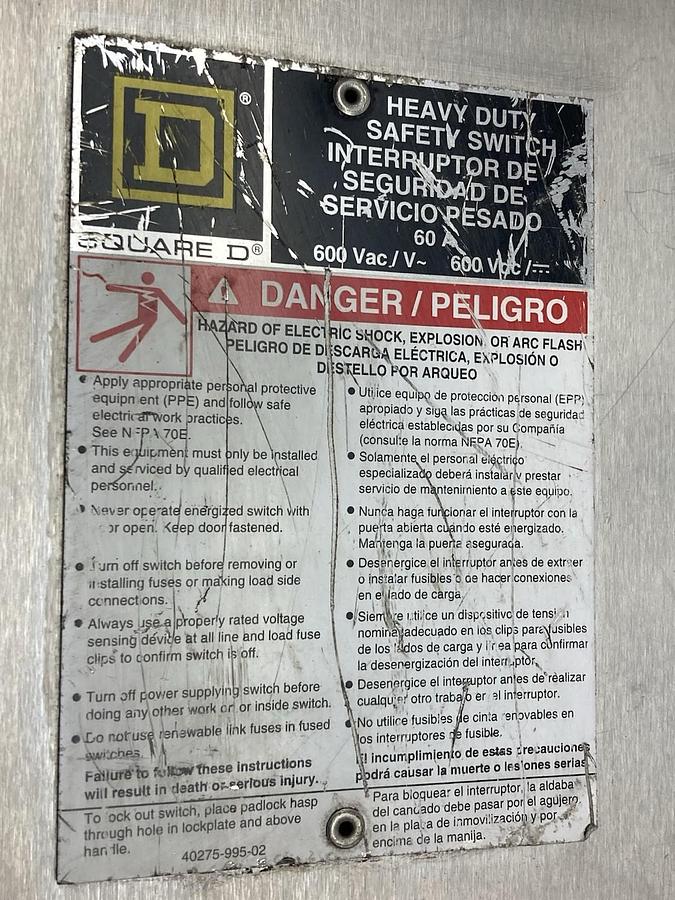 D ®
SQUARE D®
HEAVY DUTY
SAFETY SWITCH
INTERRUPTOR DE
SEGURIDAD DE
SERVICIO PESADO
60 A
600 Vac / V~ 600 Vdc /⎓
DANGER / PELIGRO
HAZARD OF ELECTRIC SHOCK, EXPLOSION, OR ARC FLASH
PELIGRO DE DESCARGA ELÉCTRICA, EXPLOSIÓN O
DESTELLO POR ARQUEO
• Apply appropriate personal protective
equipment (PPE) and follow safe
electrical work practices.
See NFPA 70E.
• This equipment must only be installed
and serviced by qualified electrical
personnel.
• Never operate energized switch with
door open. Keep door fastened.
• Turn off switch before removing or
installing fuses or making load side
connections.
• Always use a properly rated voltage
sensing device at all line and load fuse
clips to confirm switch is off.
• Turn off power supplying switch before
doing any other work on or inside switch.
• Do not use renewable link fuses in fused
switches.
Failure to follow these instructions
will result in death or serious injury.
• Utilice equipo de protección personal (EPP)
apropiado y siga las prácticas de seguridad
eléctrica establecidas por su Compañía
(consulte la norma NFPA 70E).
• Solamente el personal eléctrico
especializado deberá instalar y prestar
servicio de mantenimiento a este equipo.
• Nunca haga funcionar el interruptor con la
puerta abierta cuando esté energizado.
Mantenga la puerta asegurada.
• Desenergice el interruptor antes de extraer
o instalar fusibles o de hacer conexiones
en el lado de carga.
• Siempre utilice un dispositivo de tensión
nominal adecuado en los clips para fusibles
de los lados de carga y línea para confirmar
la desenergización del interruptor.
• Desenergice el interruptor antes de realizar
cualquier otro trabajo en el interruptor.
• No utilice fusibles de cinta renovables en
los interruptores de fusible.
El incumplimiento de estas precauciones
podrá causar la muerte o lesiones serias.
To lock out switch, place padlock hasp
through hole in lockplate and above
handle.
40275-995-02
Para bloquear el interruptor, la aldaba
del candado debe pasar por el agujero
en la placa de inmovilización y por
encima de la manija.